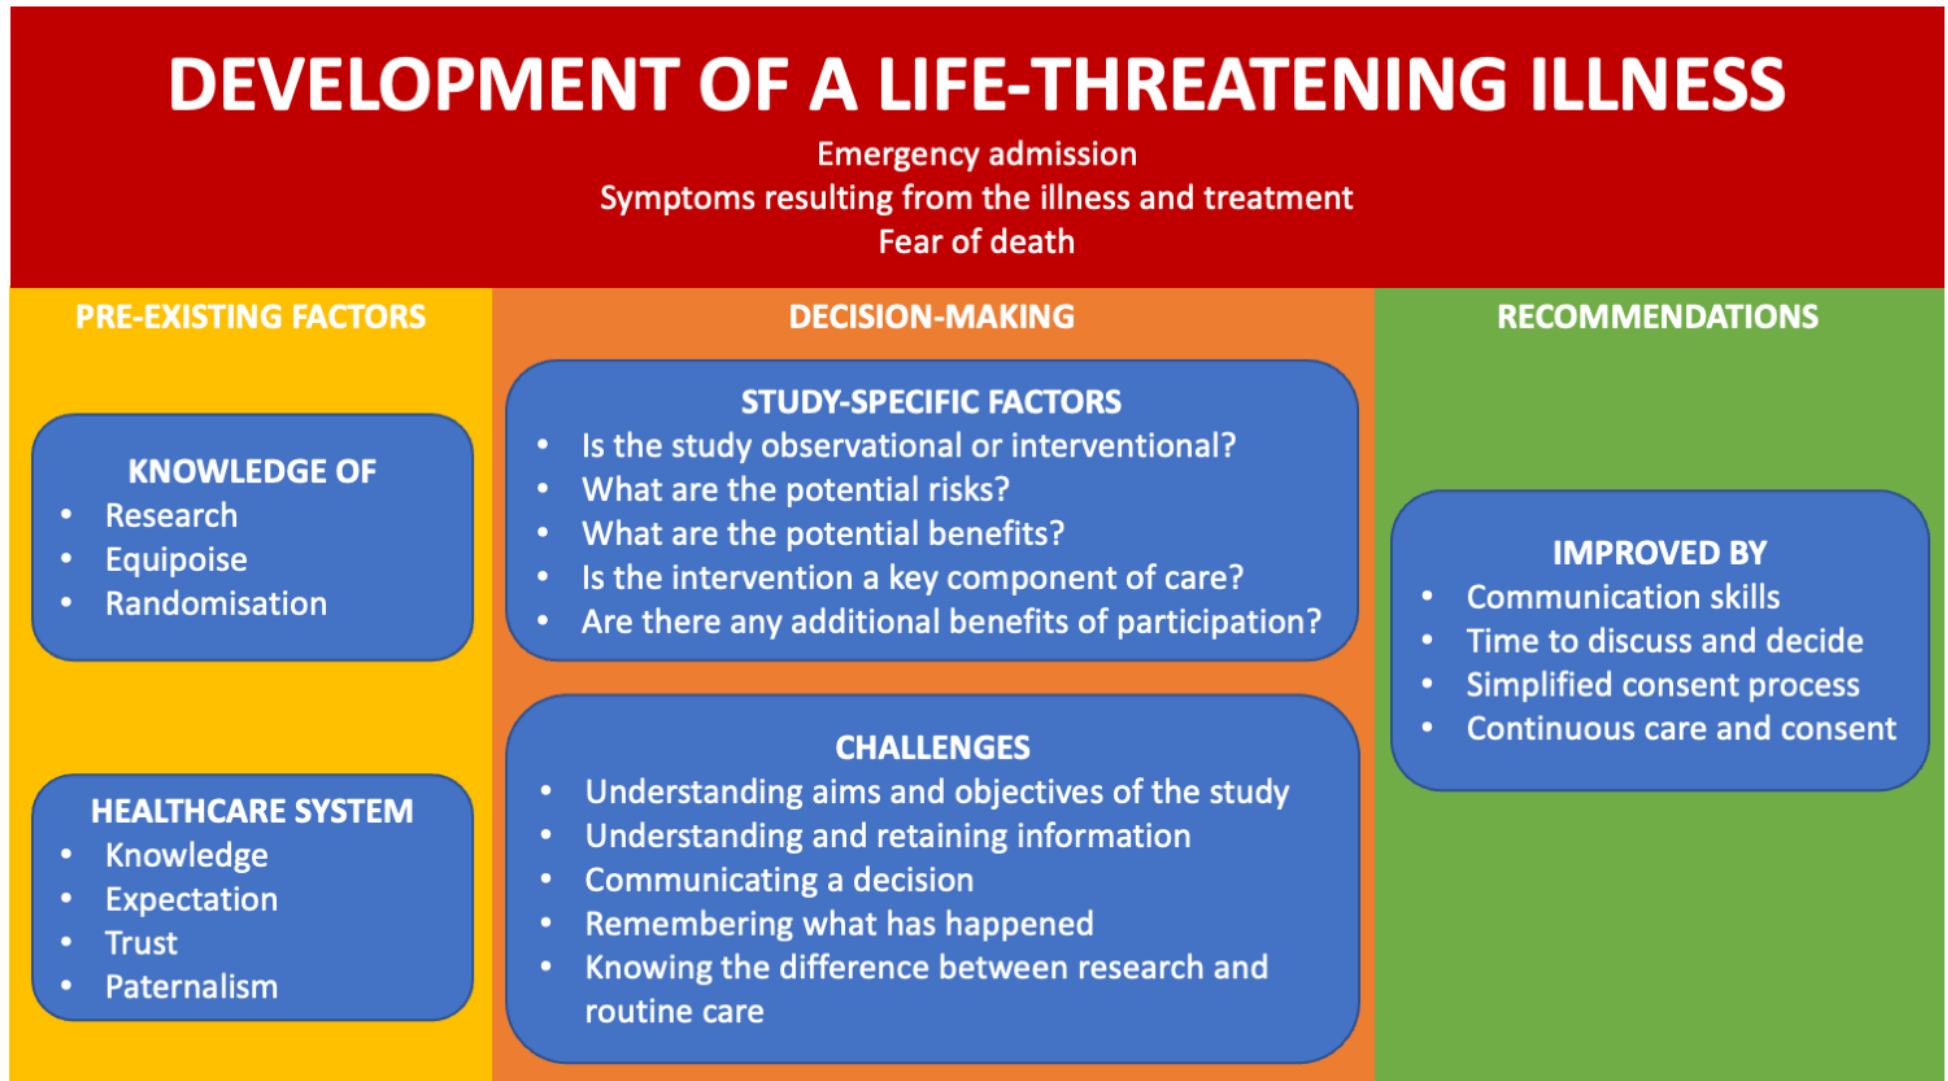 DEVELOPMENT OF A LIFE-THREATENING ILLNESS
Emergency admission
Symptoms resulting from the illness and treatment
Fear of death
PRE-EXISTING FACTORS
KNOWLEDGE OF
• Research
• Equipoise
• Randomisation
HEALTHCARE SYSTEM
• Knowledge
• Expectation
• Trust
• Paternalism
DECISION-MAKING
STUDY-SPECIFIC FACTORS
• Is the study observational or interventional?
• What are the potential risks?
• What are the potential benefits?
• Is the intervention a key component of care?
• Are there any additional benefits of participation?
CHALLENGES
• Understanding aims and objectives of the study
• Understanding and retaining information
• Communicating a decision
• Remembering what has happened
• Knowing the difference between research and
routine care
RECOMMENDATIONS
IMPROVED BY
• Communication skills
• Time to discuss and decide
• Simplified consent process
• Continuous care and consent